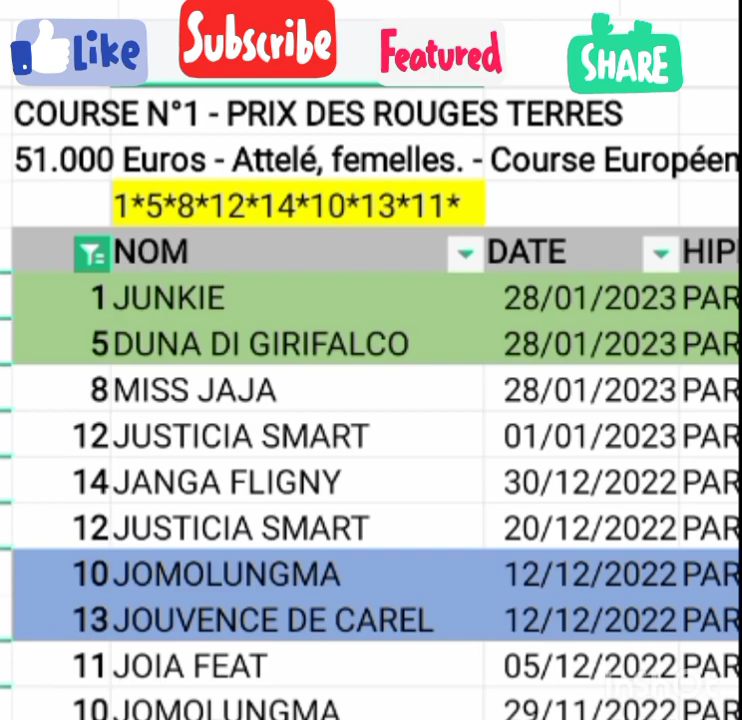 Like Subscribe Featured SHARE
COURSE N°1 - PRIX DES ROUGES TERRES
51.000 Euros - Attelé, femelles. - Course Européen
1*5*8*12*14*10*13*11*
NOM DATE HIP
1 JUNKIE 28/01/2023 PAR
5 DUNA DI GIRIFALCO 28/01/2023 PAR
8 MISS JAJA 28/01/2023 PAR
12 JUSTICIA SMART 01/01/2023 PAR
14 JANGA FLIGNY 30/12/2022 PAR
12 JUSTICIA SMART 20/12/2022 PAR
10 JOMOLUNGMA 12/12/2022 PAR
13 JOUVENCE DE CAREL 12/12/2022 PAR
11 JOIA FEAT 05/12/2022 PAR
10 JOMOLUNGMA 29/11/2022 PAR